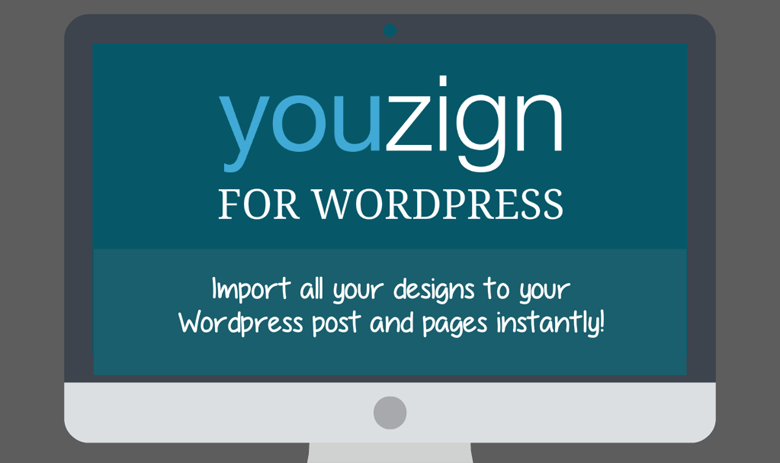 youzign
FOR WORDPRESS
Import all your designs to your
Wordpress post and pages instantly!